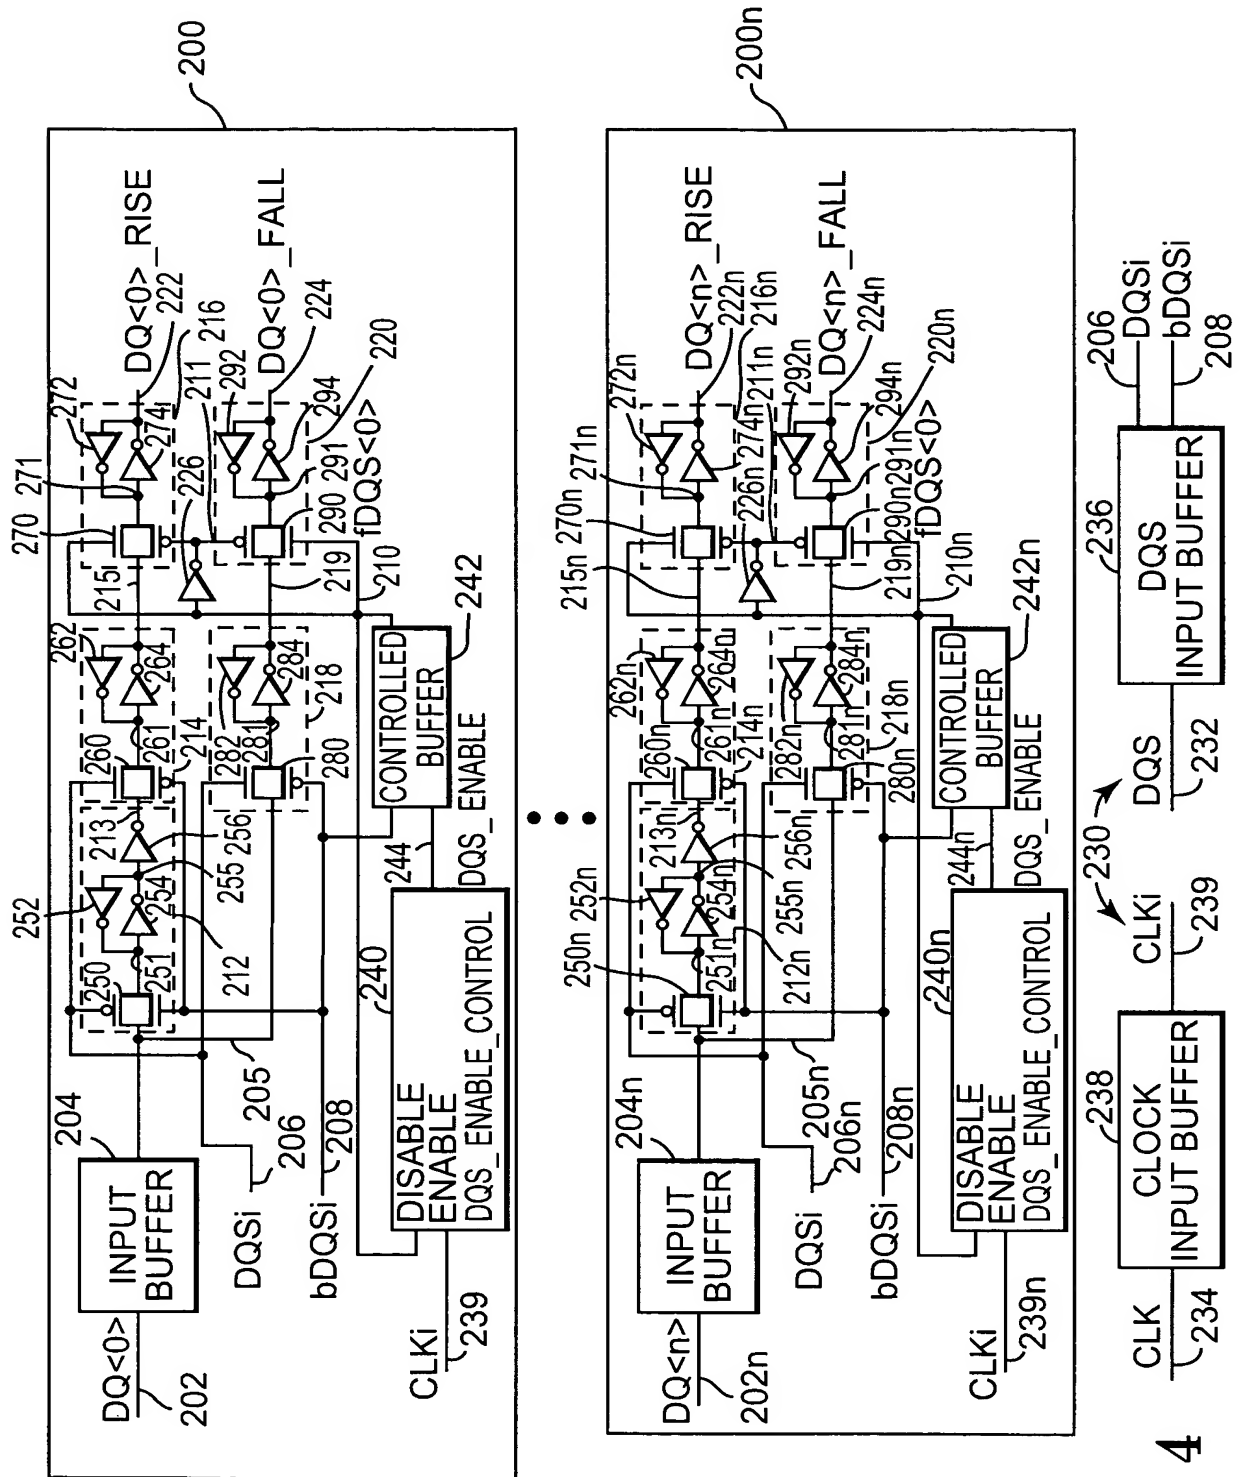 200
DQ<0>
202
INPUT
BUFFER
204
205
DQSi
206
bDQSi
208
CLKi
239
DISABLE
ENABLE
DQS_ENABLE_CONTROL
240
244
DQS_ENABLE
CONTROLLED
BUFFER
242
250
251
252
254
255
256
212
213
260
261
262
264
214
215
280
281
282
284
218
219
210
211
226
270
271
272
274
216
222
DQ<0>_RISE
290
291
292
294
220
224
DQ<0>_FALL
fDQS<0>
200n
DQ<n>
202n
INPUT
BUFFER
204n
205n
DQSi
206n
bDQSi
208n
CLKi
239n
DISABLE
ENABLE
DQS_ENABLE_CONTROL
240n
244n
DQS_ENABLE
CONTROLLED
BUFFER
242n
250n
251n
252n
254n
255n
256n
212n
213n
260n
261n
262n
264n
214n
215n
280n
281n
282n
284n
218n
219n
210n
211n
226n
270n
271n
272n
274n
216n
222n
DQ<n>_RISE
290n
291n
292n
294n
220n
224n
DQ<n>_FALL
fDQS<0>
CLK
234
CLOCK
INPUT BUFFER
238
CLKi
239
230
DQS
232
DQS
INPUT BUFFER
236
206
DQSi
bDQSi
208
4